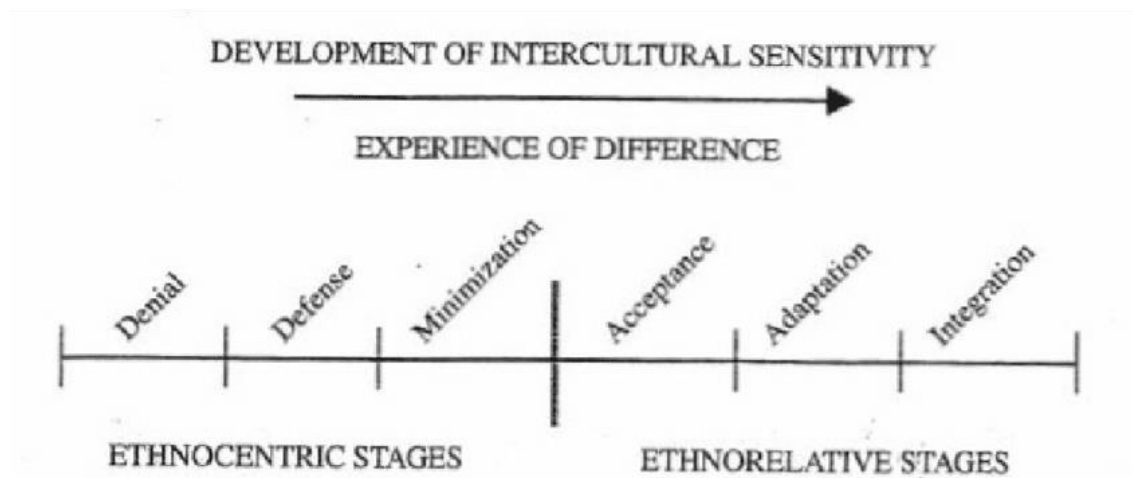 DEVELOPMENT OF INTERCULTURAL SENSITIVITY
EXPERIENCE OF DIFFERENCE
Denial
Defense
Minimization
Acceptance
Adaptation
Integration
ETHNOCENTRIC STAGES
ETHNORELATIVE STAGES